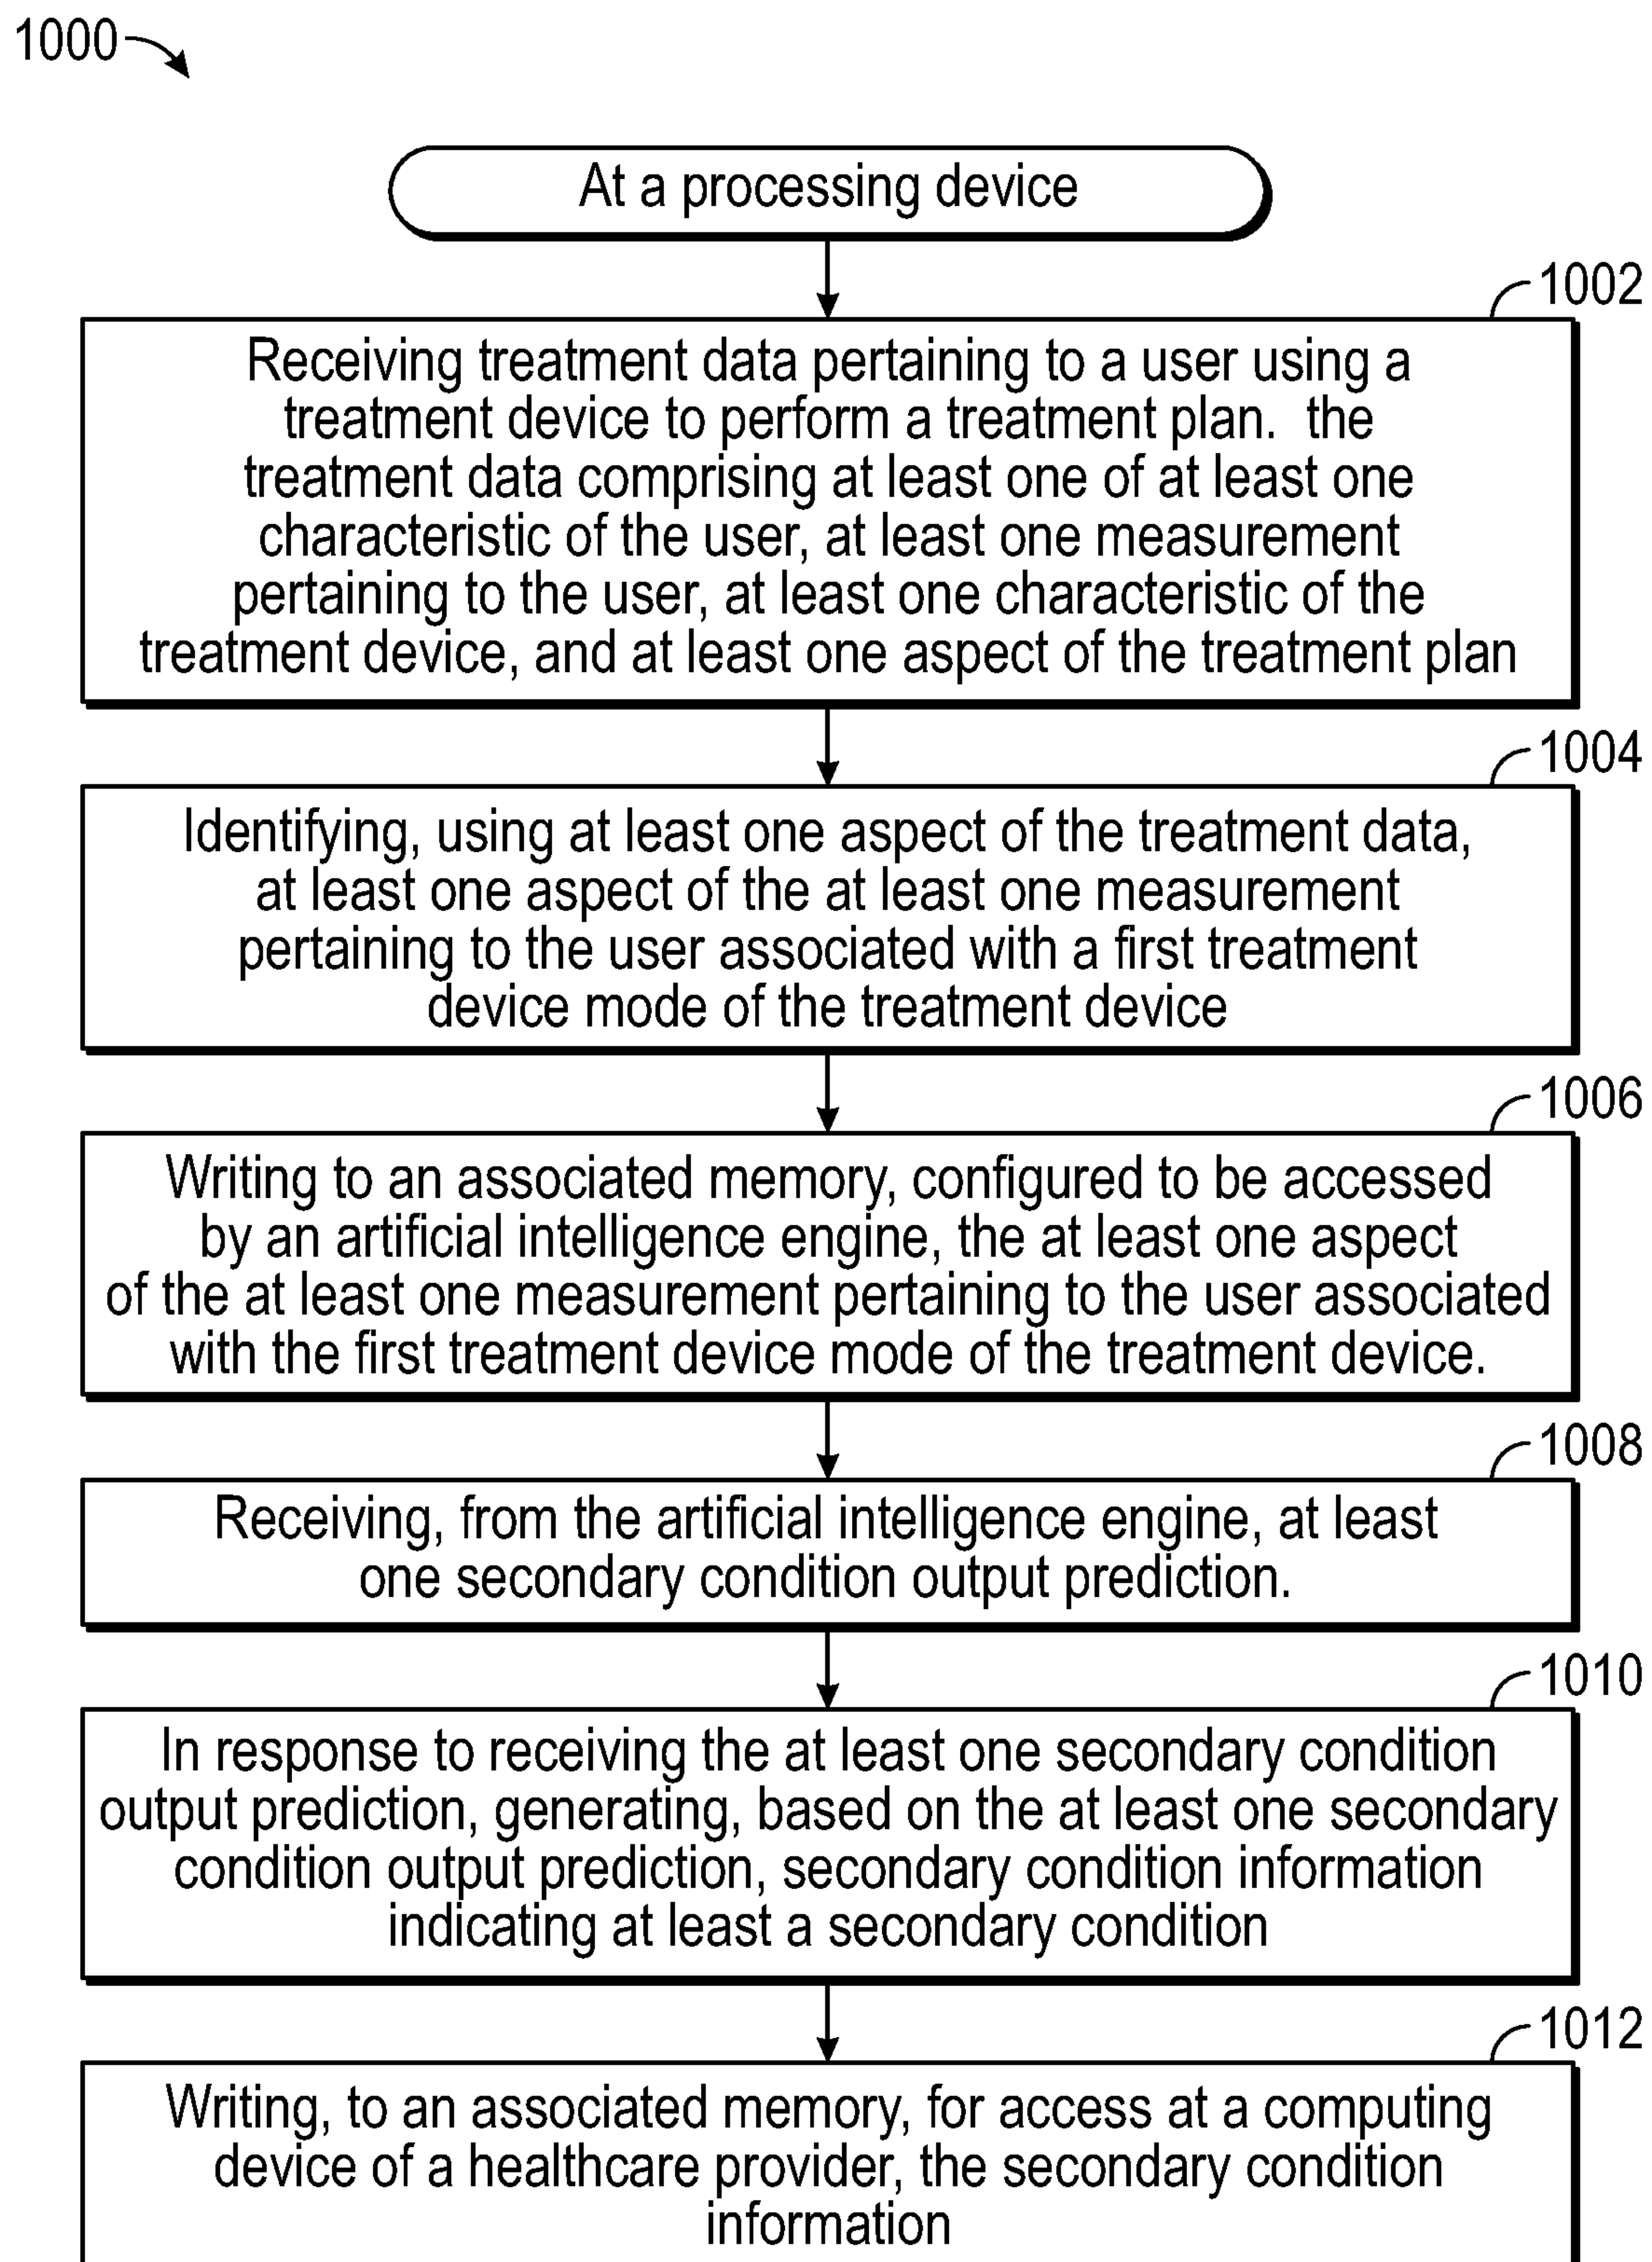 1000
At a processing device
1002
Receiving treatment data pertaining to a user using a
treatment device to perform a treatment plan.  the
treatment data comprising at least one of at least one
characteristic of the user, at least one measurement
pertaining to the user, at least one characteristic of the
treatment device, and at least one aspect of the treatment plan
1004
Identifying, using at least one aspect of the treatment data,
at least one aspect of the at least one measurement
pertaining to the user associated with a first treatment
device mode of the treatment device
1006
Writing to an associated memory, configured to be accessed
by an artificial intelligence engine, the at least one aspect
of the at least one measurement pertaining to the user associated
with the first treatment device mode of the treatment device.
1008
Receiving, from the artificial intelligence engine, at least
one secondary condition output prediction.
1010
In response to receiving the at least one secondary condition
output prediction, generating, based on the at least one secondary
condition output prediction, secondary condition information
indicating at least a secondary condition
1012
Writing, to an associated memory, for access at a computing
device of a healthcare provider, the secondary condition
information